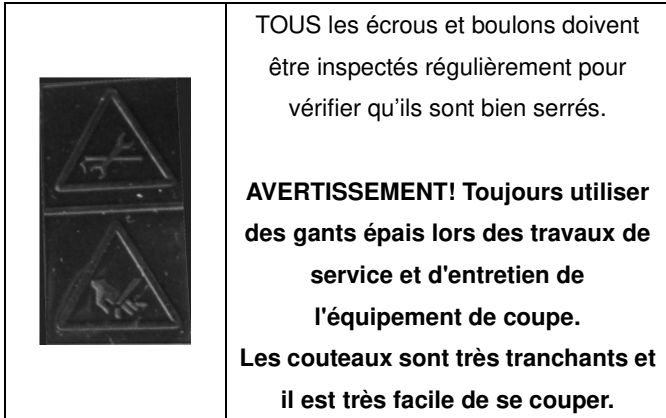 TOUS les écrous et boulons doivent
être inspectés régulièrement pour
vérifier qu'ils sont bien serrés.
AVERTISSEMENT! Toujours utiliser
des gants épais lors des travaux de
service et d'entretien de
l'équipement de coupe.
Les couteaux sont très tranchants et
il est très facile de se couper.